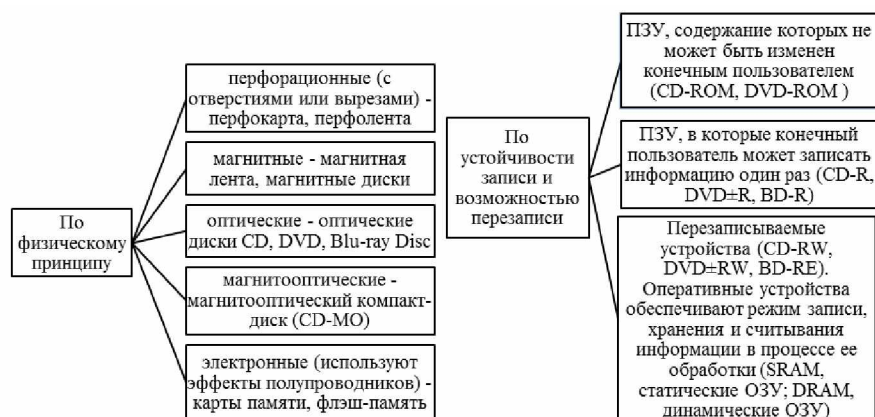 По
физическому
принципу
перфорационные (с
отверстиями или вырезами) -
перфокарта, перфолента
магнитные - магнитная
лента, магнитные диски
оптические - оптические
диски CD, DVD, Blu-ray Disc
магнитооптические -
магнитооптический компакт-
диск (CD-MO)
электронные (используют
эффекты полупроводников) -
карты памяти, флэш-память
По
устойчивости
записи и
возможностью
перезаписи
ПЗУ, содержание которых не
может быть изменен
конечным пользователем
(CD-ROM, DVD-ROM )
ПЗУ, в которые конечный
пользователь может записать
информацию один раз (CD-R,
DVD±R, BD-R)
Перезаписываемые
устройства (CD-RW,
DVD±RW, BD-RE).
Оперативные устройства
обеспечивают режим записи,
хранения и считывания
информации в процессе ее
обработки (SRAM,
статические ОЗУ; DRAM,
динамические ОЗУ)